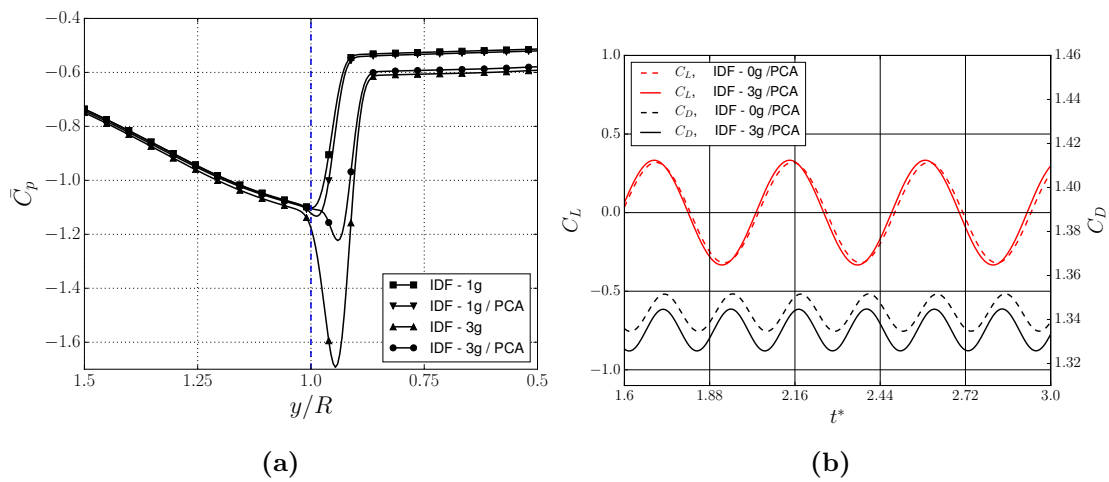 −0.4
−0.6
−0.8
−1.0
−1.2
−1.4
−1.6
C̄p
1.5
1.25
1.0
0.75
0.5
y/R
IDF - 1g
IDF - 1g / PCA
IDF - 3g
IDF - 3g / PCA
(a)
1.0
0.5
0.0
−0.5
−1.0
CL
CL, IDF - 0g /PCA
CL, IDF - 3g /PCA
CD, IDF - 0g /PCA
CD, IDF - 3g /PCA
1.46
1.44
1.42
1.40
1.38
1.36
1.34
1.32
CD
1.6
1.88
2.16
2.44
2.72
3.0
t*
(b)